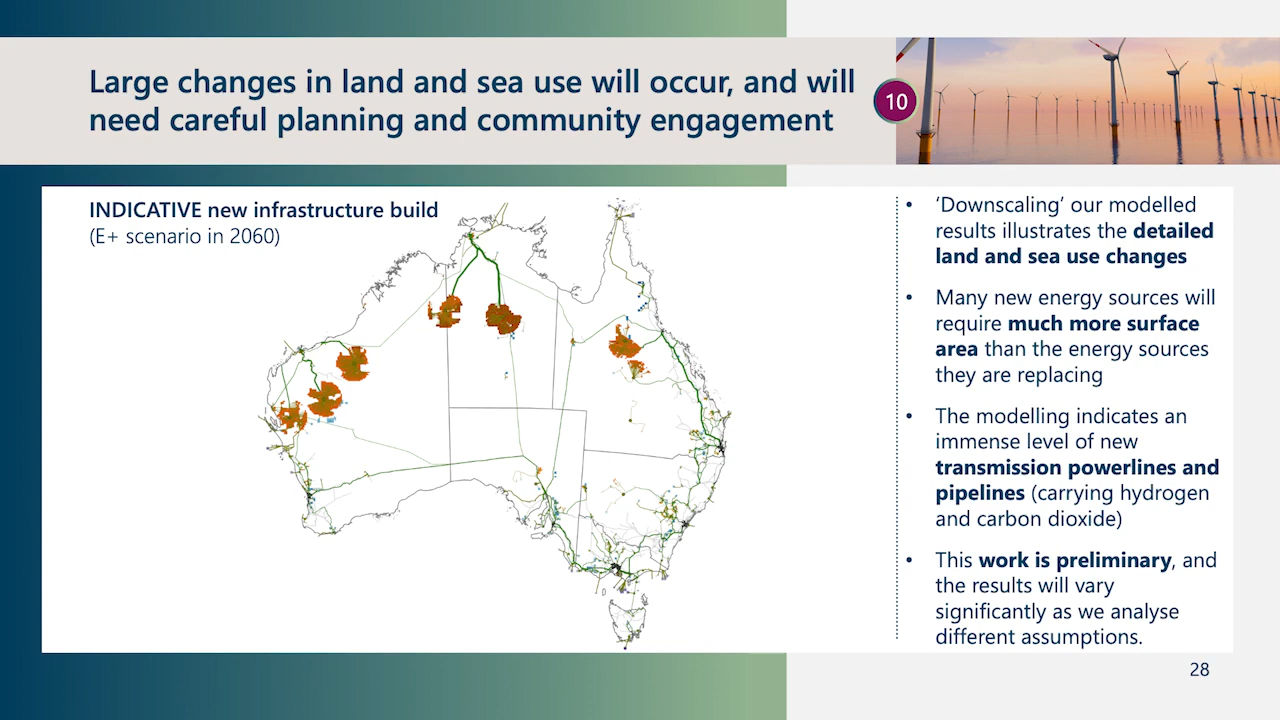 Large changes in land and sea use will occur, and will
need careful planning and community engagement
10
INDICATIVE new infrastructure build
(E+ scenario in 2060)
• ‘Downscaling’ our modelled
results illustrates the detailed
land and sea use changes
• Many new energy sources will
require much more surface
area than the energy sources
they are replacing
• The modelling indicates an
immense level of new
transmission powerlines and
pipelines (carrying hydrogen
and carbon dioxide)
• This work is preliminary, and
the results will vary
significantly as we analyse
different assumptions.
28